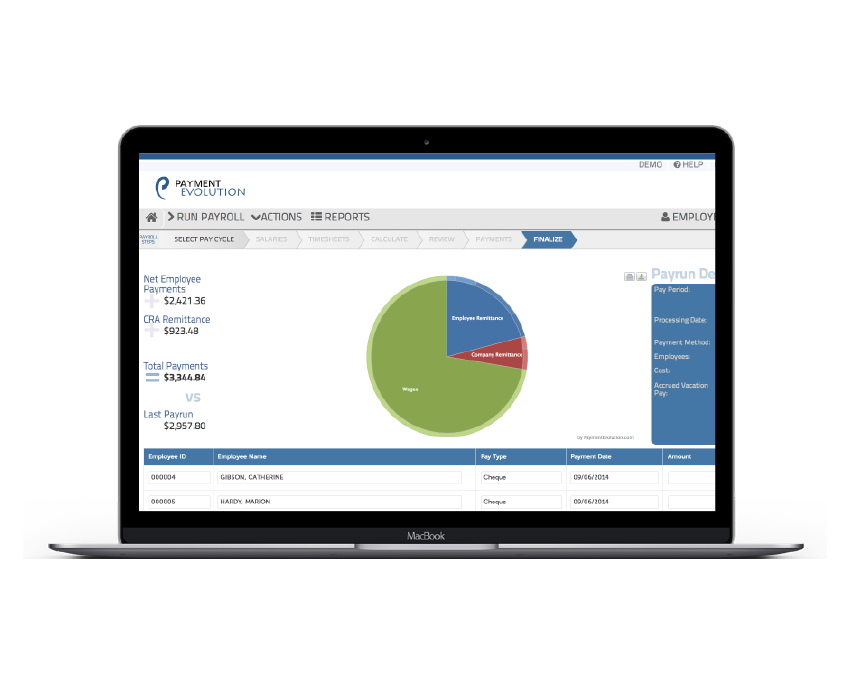 DEMO ? HELP
PAYMENT
EVOLUTION
RUN PAYROLL ACTIONS REPORTS EMPLOY
PAYROLL
STEPS
SELECT PAY CYCLE SALARIES TIMESHEETS CALCULATE REVIEW PAYMENTS FINALIZE
Net Employee
Payments
$2,421.36
CRA Remittance
$923.48
Total Payments
$3,344.84
VS
Last Payrun
$2,957.80
Employee Remittance
Company Remittance
Wages
by PaymentEvolution.com
Payrun De
Pay Period:
Processing Date:
Payment Method:
Employees:
Cost:
Accrued Vacation
Pay:
Employee ID Employee Name Pay Type Payment Date Amount
000004 GIBSON, CATHERINE Cheque 09/06/2014
000005 HARDY, MARION Cheque 09/06/2014
MacBook